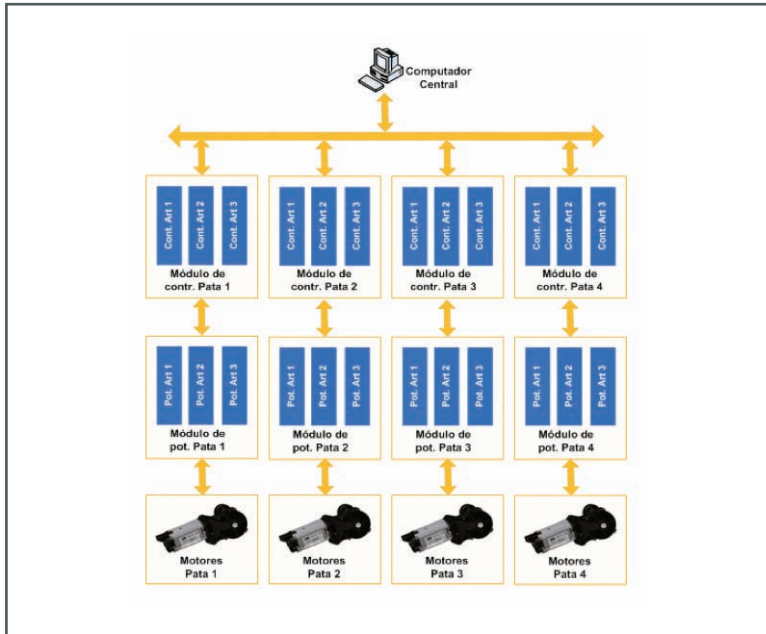 Computador
Central
Cont. Art 1
Cont. Art 2
Cont. Art 3
Módulo de
contr. Pata 1
Cont. Art 1
Cont. Art 2
Cont. Art 3
Módulo de
contr. Pata 2
Cont. Art 1
Cont. Art 2
Cont. Art 3
Módulo de
contr. Pata 3
Cont. Art 1
Cont. Art 2
Cont. Art 3
Módulo de
contr. Pata 4
Pot. Art 1
Pot. Art 2
Pot. Art 3
Módulo de
pot. Pata 1
Pot. Art 1
Pot. Art 2
Pot. Art 3
Módulo de
pot. Pata 2
Pot. Art 1
Pot. Art 2
Pot. Art 3
Módulo de
pot. Pata 3
Pot. Art 1
Pot. Art 2
Pot. Art 3
Módulo de
pot. Pata 4
Motores
Pata 1
Motores
Pata 2
Motores
Pata 3
Motores
Pata 4